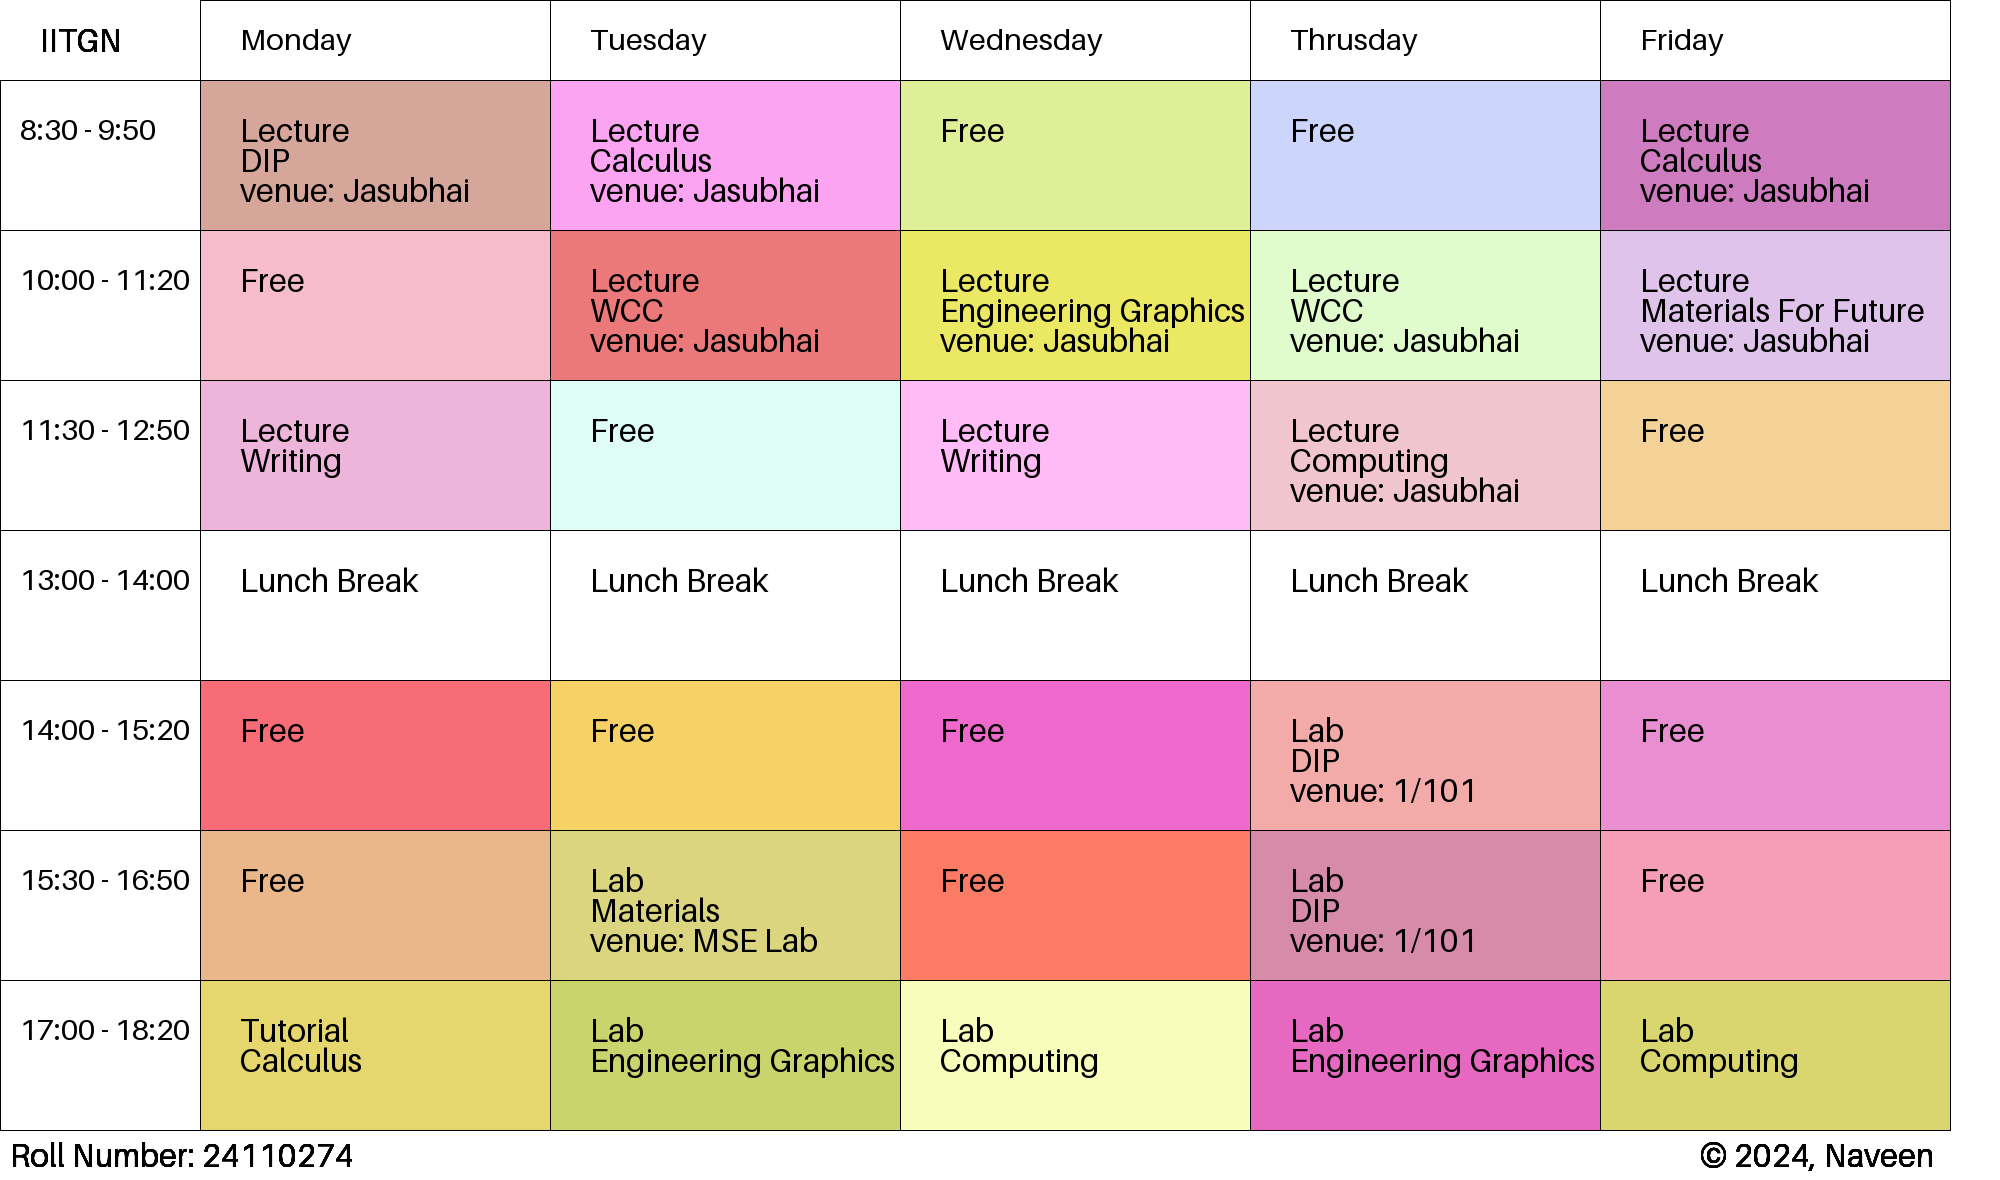 IITGN Monday Tuesday Wednesday Thrusday Friday
8:30 - 9:50
Lecture
DIP
venue: Jasubhai
Lecture
Calculus
venue: Jasubhai
Free
Free
Lecture
Calculus
venue: Jasubhai
10:00 - 11:20
Free
Lecture
WCC
venue: Jasubhai
Lecture
Engineering Graphics
venue: Jasubhai
Lecture
WCC
venue: Jasubhai
Lecture
Materials For Future
venue: Jasubhai
11:30 - 12:50
Lecture
Writing
Free
Lecture
Writing
Lecture
Computing
venue: Jasubhai
Free
13:00 - 14:00
Lunch Break
Lunch Break
Lunch Break
Lunch Break
Lunch Break
14:00 - 15:20
Free
Free
Free
Lab
DIP
venue: 1/101
Free
15:30 - 16:50
Free
Lab
Materials
venue: MSE Lab
Free
Lab
DIP
venue: 1/101
Free
17:00 - 18:20
Tutorial
Calculus
Lab
Engineering Graphics
Lab
Computing
Lab
Engineering Graphics
Lab
Computing
Roll Number: 24110274
© 2024, Naveen